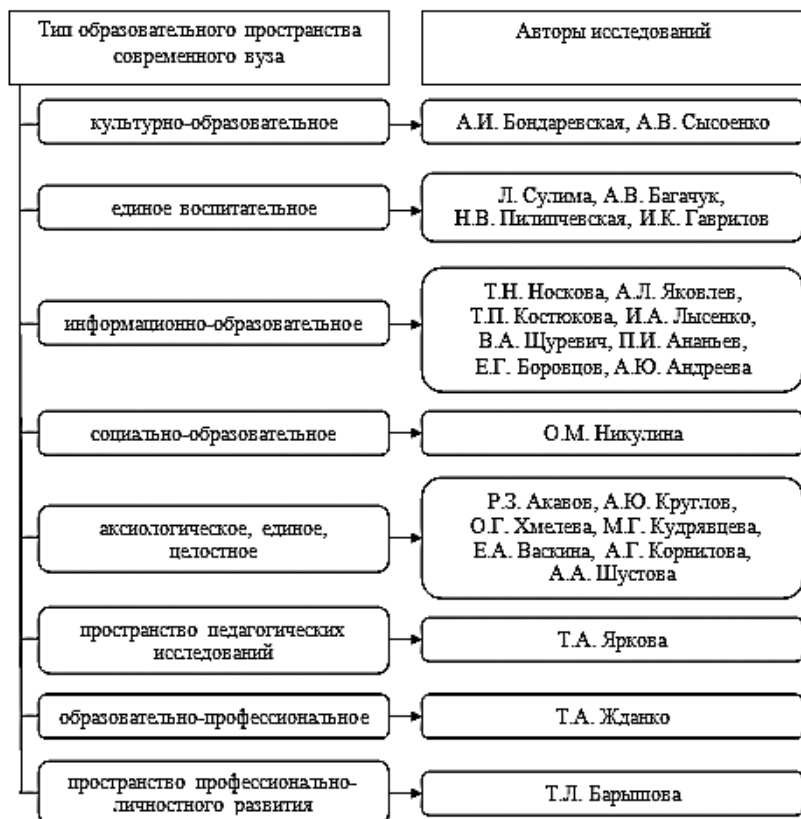 Тип образовательного пространства
современного вуза
Авторы исследований
культурно-образовательное
А.И. Бондаревская, А.В. Сысоенко
единое воспитательное
Л. Сулима, А.В. Багачук,
Н.В. Пилипчевская, И.К. Гаврилов
информационно-образовательное
Т.Н. Носкова, А.Л. Яковлев,
Т.П. Костюкова, И.А. Лысенко,
В.А. Щуревич, П.И. Ананьев,
Е.Г. Боровцов, А.Ю. Андреева
социально-образовательное
О.М. Никулина
аксиологическое, единое,
целостное
Р.З. Акавов, А.Ю. Круглов,
О.Г. Хмелева, М.Г. Кудрявцева,
Е.А. Васкина, А.Г. Корнилова,
А.А. Шустова
пространство педагогических
исследований
Т.А. Яркова
образовательно-профессиональное
Т.А. Жданко
пространство профессионально-
личностного развития
Т.Л. Барышова